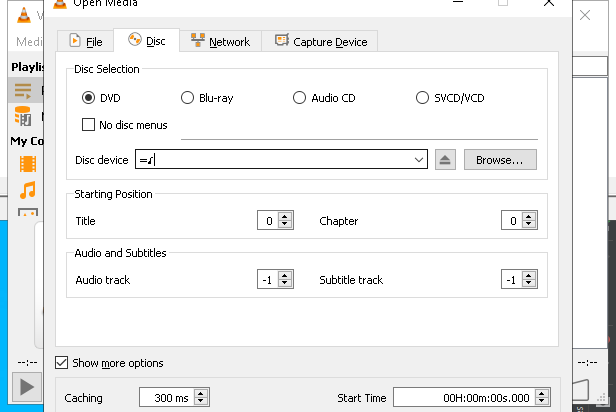 Open Media
V
Medi
File
Disc
Network
Capture Device
Playlis
Disc Selection
DVD
Blu-ray
Audio CD
SVCD/VCD
No disc menus
My Co
Disc device
=♪
Browse...
Starting Position
Title 0
Chapter 0
Audio and Subtitles
Audio track -1
Subtitle track -1
--:--
Show more options
--:--
Caching 300 ms
Start Time 00H:00m:00s.000